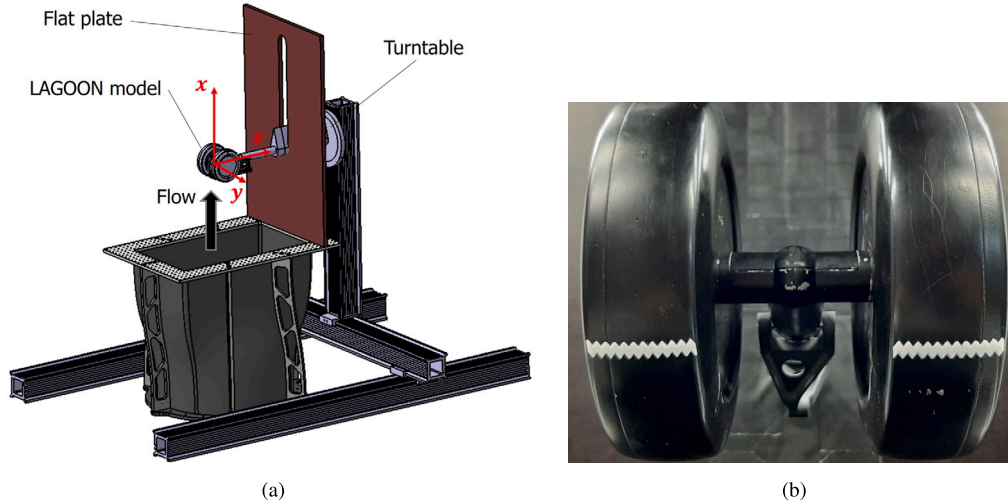 Flat plate
Turntable
LAGOON model
x
z
y
Flow
(a)
(b)